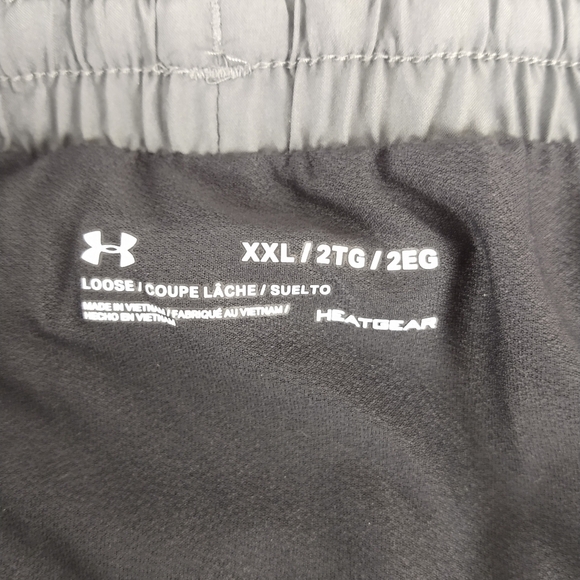 XXL / 2TG / 2EG
LOOSE / COUPE LÂCHE / SUELTO
MADE IN VIETNAM / FABRIQUÉ AU VIETNAM /
HECHO EN VIETNAM
HEATGEAR